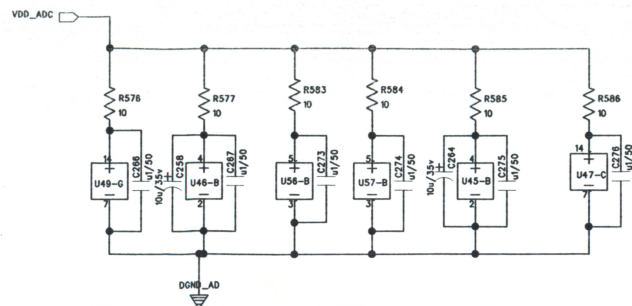 VDD_ADC
R576
10
R577
10
R583
10
R584
10
R585
10
R586
10
14
U49-G
7
C266
u1/50
10u/35v
C258
4
U46-B
2
C267
u1/50
5
U56-B
3
C273
u1/50
5
U57-B
3
C274
u1/50
10u/35v
C264
4
U45-B
2
C275
u1/50
14
U47-C
7
C276
u1/50
DGND_AD